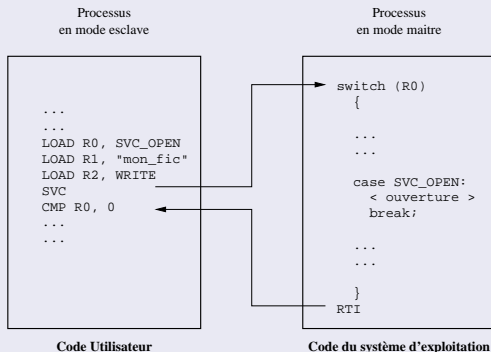 Processus
en mode esclave
...
...
LOAD R0, SVC_OPEN
LOAD R1, "mon_fic"
LOAD R2, WRITE
SVC
CMP R0, 0
...
...
Code Utilisateur
Processus
en mode maitre
switch (R0)
{
...
...
case SVC_OPEN:
< ouverture >
break;
...
...
}
RTI
Code du système d'exploitation